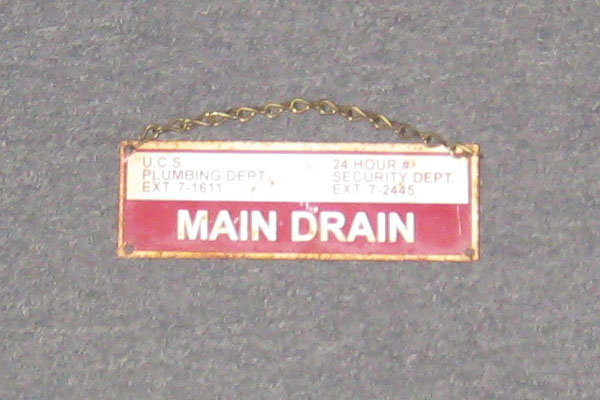 U.C.S
PLUMBING DEPT.
EXT. 7-1611
24 HOUR #
SECURITY DEPT.
EXT 7-2445
MAIN DRAIN